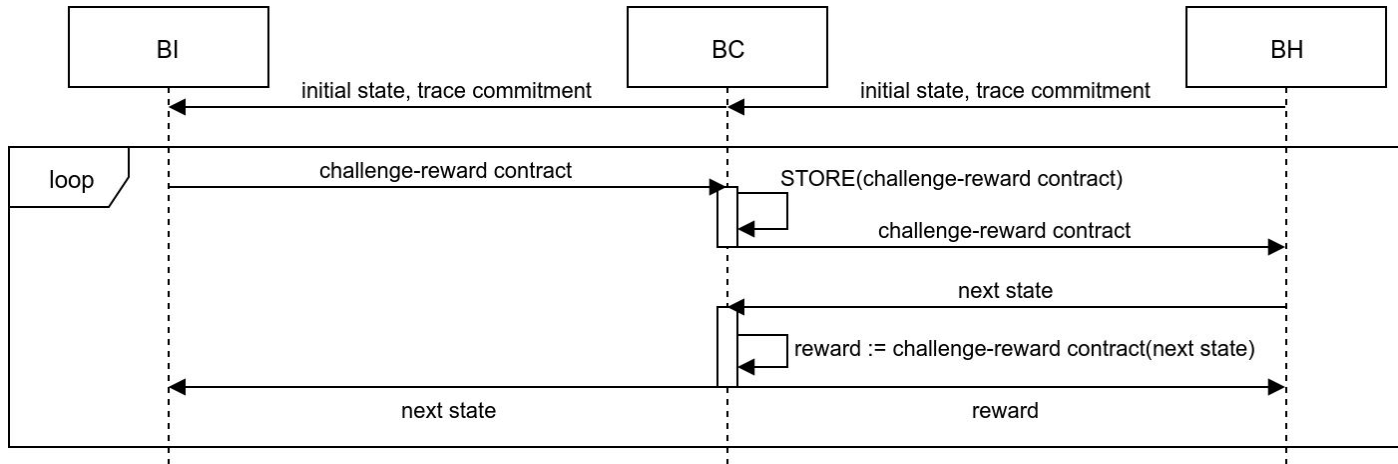 BI
BC
BH
initial state, trace commitment
initial state, trace commitment
loop
challenge-reward contract
STORE(challenge-reward contract)
challenge-reward contract
next state
reward := challenge-reward contract(next state)
next state
reward